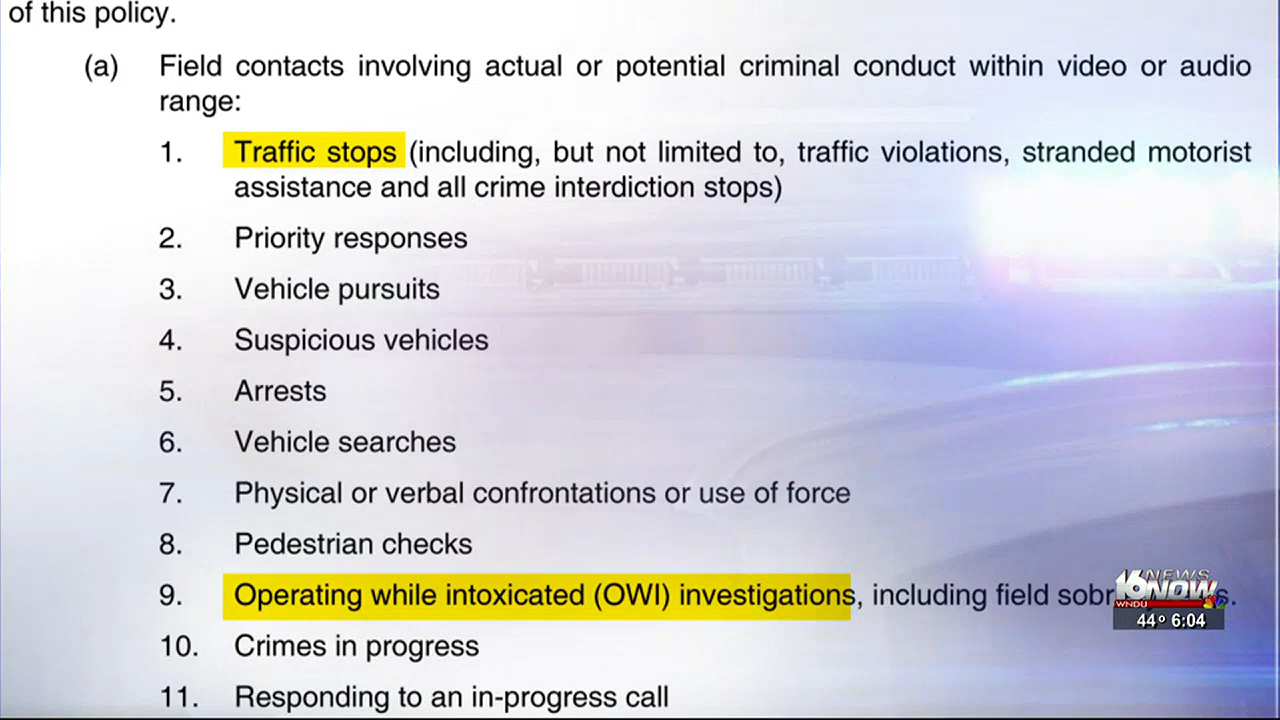 of this policy.
(a) Field contacts involving actual or potential criminal conduct within video or audio
range:
1. Traffic stops (including, but not limited to, traffic violations, stranded motorist
assistance and all crime interdiction stops)
2. Priority responses
3. Vehicle pursuits
4. Suspicious vehicles
5. Arrests
6. Vehicle searches
7. Physical or verbal confrontations or use of force
8. Pedestrian checks
9. Operating while intoxicated (OWI) investigations, including field
10. Crimes in progress
11. Responding to an in-progress call
16 NEWS
NOW
WNDU
44° 6:04